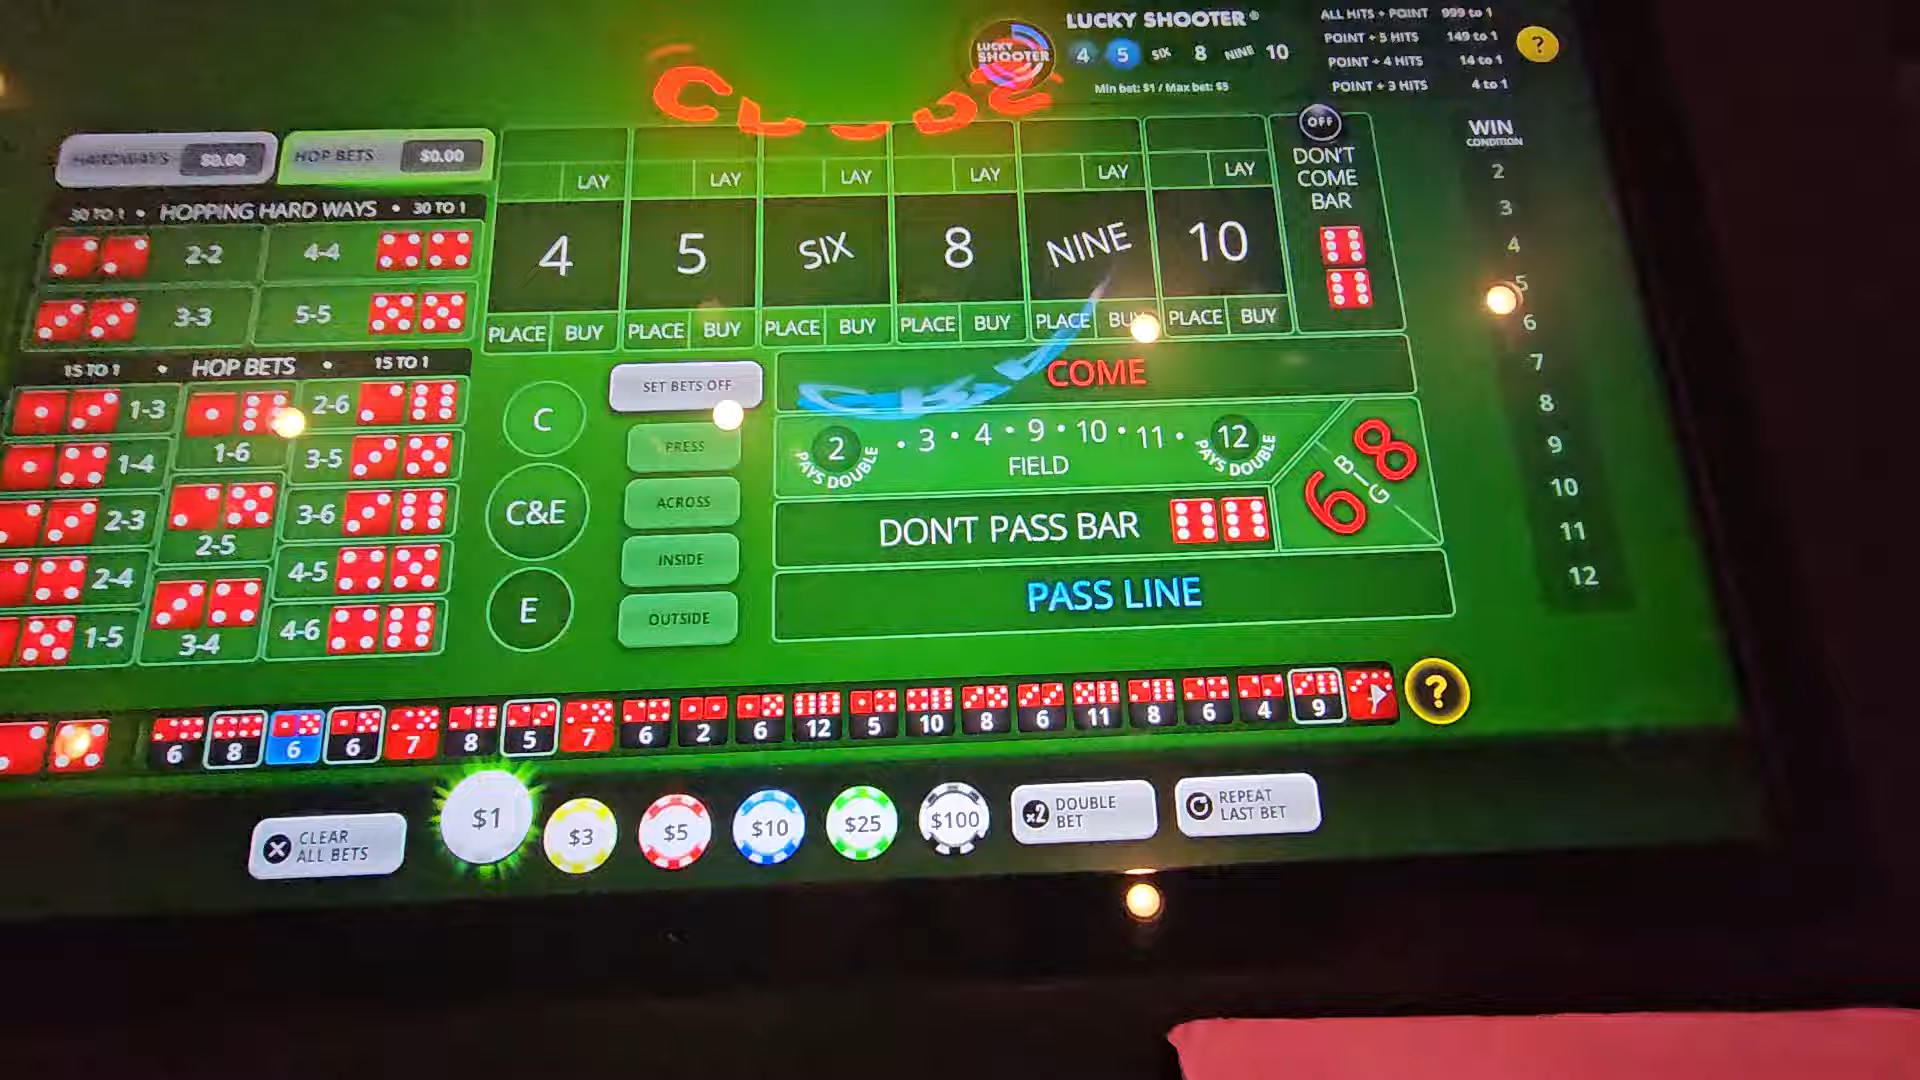 LUCKY SHOOTER®
LUCKY SHOOTER
4 5 SIX 8 NINE 10
Min bet: $1 / Max bet: $5
ALL HITS + POINT 999 to 1
POINT + 5 HITS 149 to 1
POINT + 4 HITS 14 to 1
POINT + 3 HITS 4 to 1
?
HARDWAYS $0.00
HOP BETS $0.00
30 TO 1 • HOPPING HARD WAYS • 30 TO 1
2-2 4-4
3-3 5-5
15 TO 1 • HOP BETS • 15 TO 1
1-3 1-6 2-6
1-4 3-5
2-3 2-5 3-6
2-4 4-5
1-5 3-4 4-6
LAY LAY LAY LAY LAY LAY
4 5 SIX 8 NINE 10
PLACE BUY PLACE BUY PLACE BUY PLACE BUY PLACE BUY PLACE BUY
OFF
DON'T
COME
BAR
WIN
CONDITION
2
3
4
5
6
7
8
9
10
11
12
C
C&E
E
SET BETS OFF
PRESS
ACROSS
INSIDE
OUTSIDE
COME
2 • 3 • 4 • 9 • 10 • 11 • 12
PAYS DOUBLE FIELD PAYS DOUBLE
6 BIG 8
DON'T PASS BAR
PASS LINE
6 8 6 6 7 8 5 7 6 2 6 12 5 10 8 6 11 8 6 4 9
?
CLEAR
ALL BETS
$1 $3 $5 $10 $25 $100
x2 DOUBLE
BET
REPEAT
LAST BET